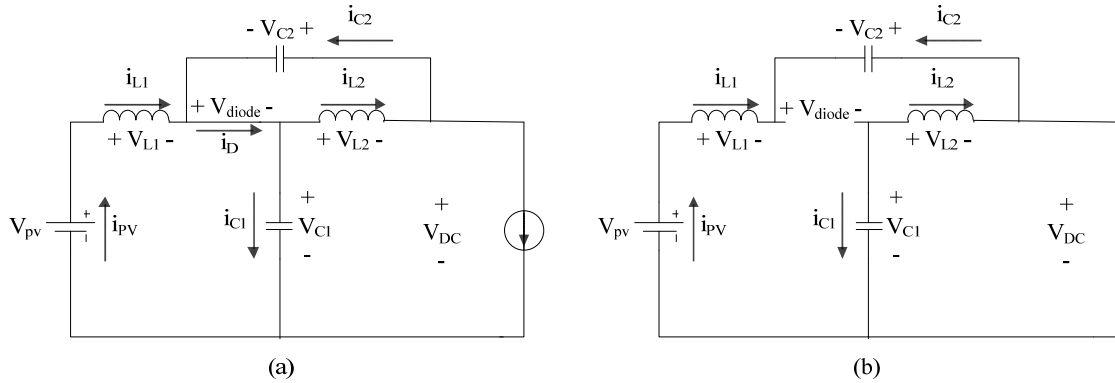 i_C2
- V_C2 +
i_L1
i_L2
+ V_diode -
+ V_L1 -
i_D
+ V_L2 -
V_pv
+
-
i_PV
i_C1
+
V_C1
-
+
V_DC
-
(a)
i_C2
- V_C2 +
i_L1
i_L2
+ V_diode -
+ V_L1 -
+ V_L2 -
V_pv
+
-
i_PV
i_C1
+
V_C1
-
+
V_DC
-
(b)